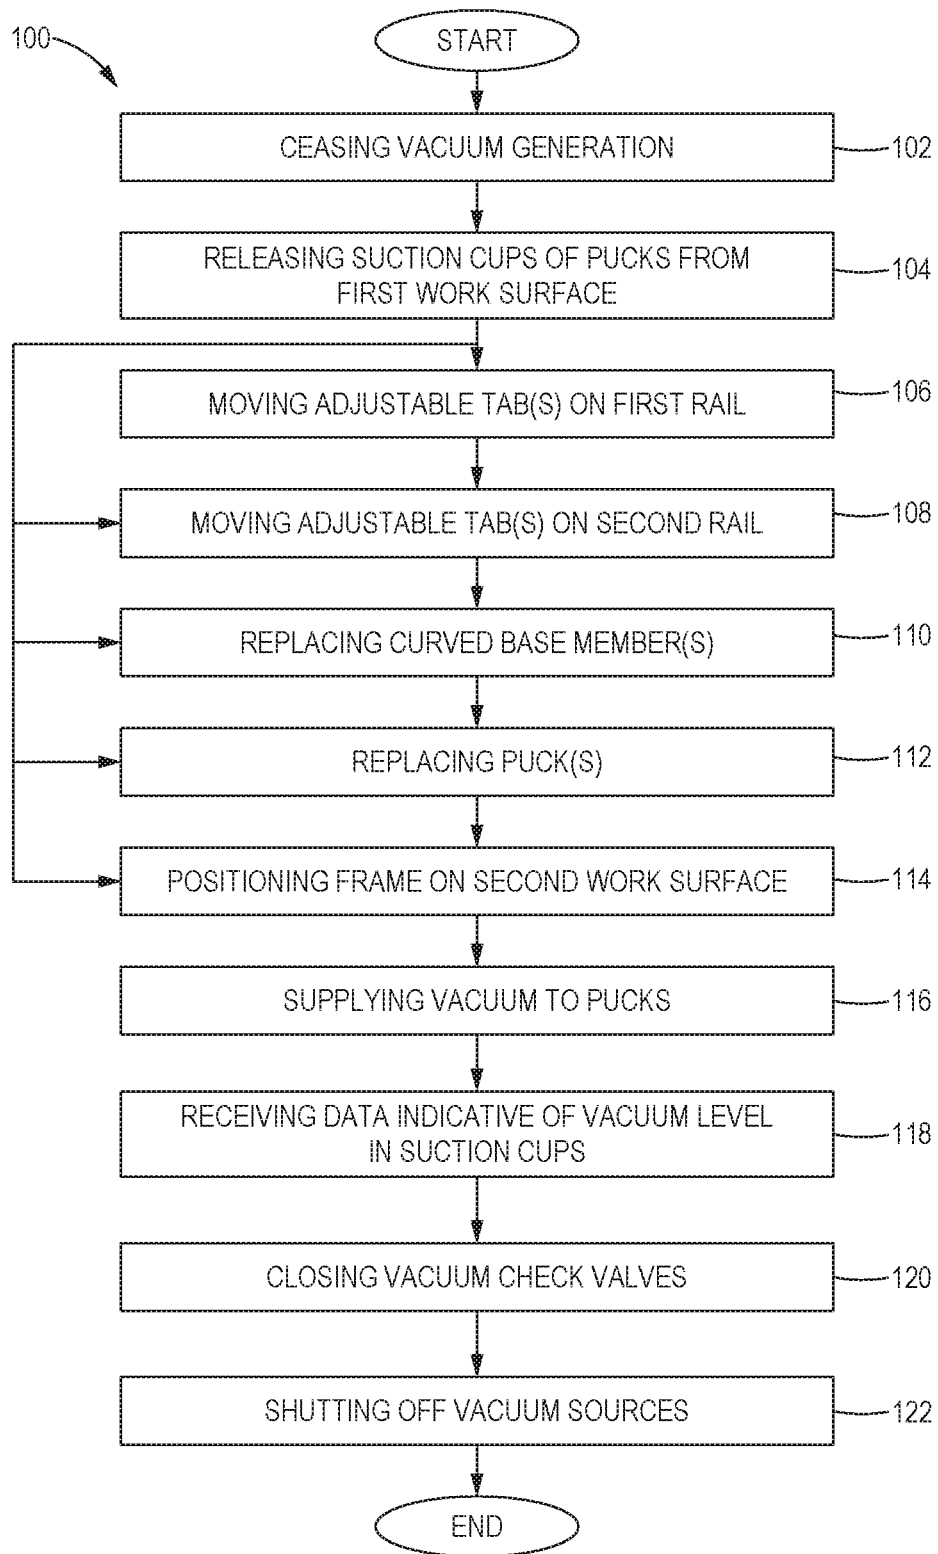 100
START
CEASING VACUUM GENERATION
102
RELEASING SUCTION CUPS OF PUCKS FROM
FIRST WORK SURFACE
104
MOVING ADJUSTABLE TAB(S) ON FIRST RAIL
106
MOVING ADJUSTABLE TAB(S) ON SECOND RAIL
108
REPLACING CURVED BASE MEMBER(S)
110
REPLACING PUCK(S)
112
POSITIONING FRAME ON SECOND WORK SURFACE
114
SUPPLYING VACUUM TO PUCKS
116
RECEIVING DATA INDICATIVE OF VACUUM LEVEL
IN SUCTION CUPS
118
CLOSING VACUUM CHECK VALVES
120
SHUTTING OFF VACUUM SOURCES
122
END